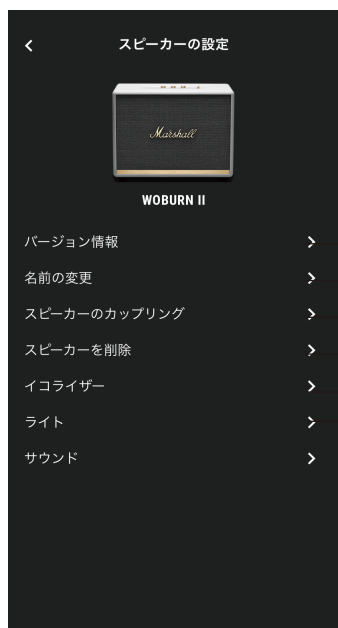 スピーカーの設定
Marshall
WOBURN II
バージョン情報
名前の変更
スピーカーのカップリング
スピーカーを削除
イコライザー
ライト
サウンド